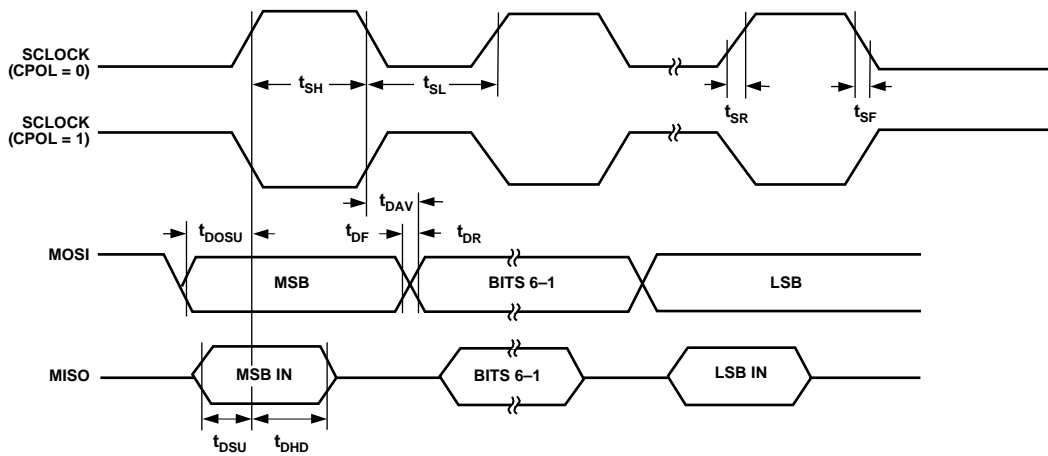 SCLOCK
(CPOL = 0)
tSH
tSL
tSR
tSF
SCLOCK
(CPOL = 1)
tDAV
tDOSU
tDF
tDR
MOSI
MSB
BITS 6–1
LSB
MISO
MSB IN
BITS 6–1
LSB IN
tDSU
tDHD